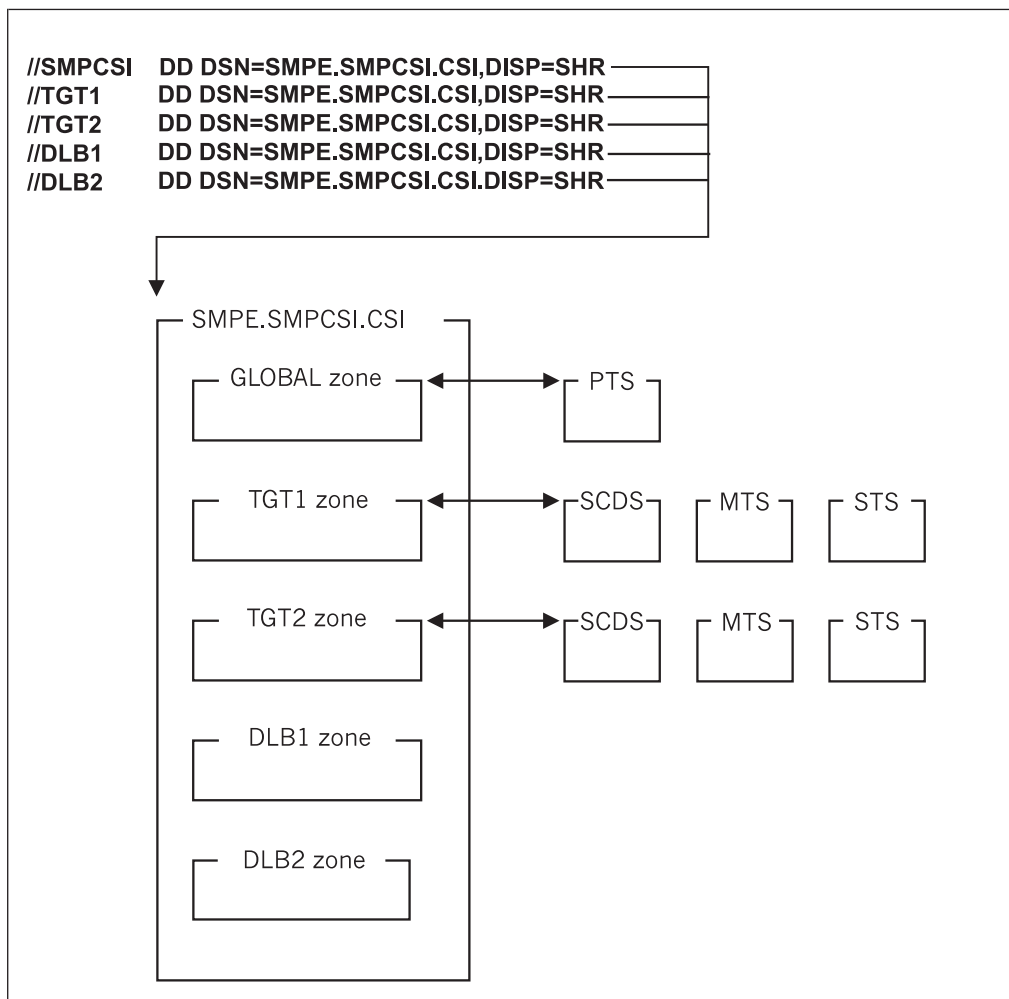 //SMPCSI DD DSN=SMPE.SMPCSI.CSI,DISP=SHR
//TGT1 DD DSN=SMPE.SMPCSI.CSI,DISP=SHR
//TGT2 DD DSN=SMPE.SMPCSI.CSI,DISP=SHR
//DLB1 DD DSN=SMPE.SMPCSI.CSI,DISP=SHR
//DLB2 DD DSN=SMPE.SMPCSI.CSI.DISP=SHR
SMPE.SMPCSI.CSI
GLOBAL zone PTS
TGT1 zone SCDS MTS STS
TGT2 zone SCDS MTS STS
DLB1 zone
DLB2 zone